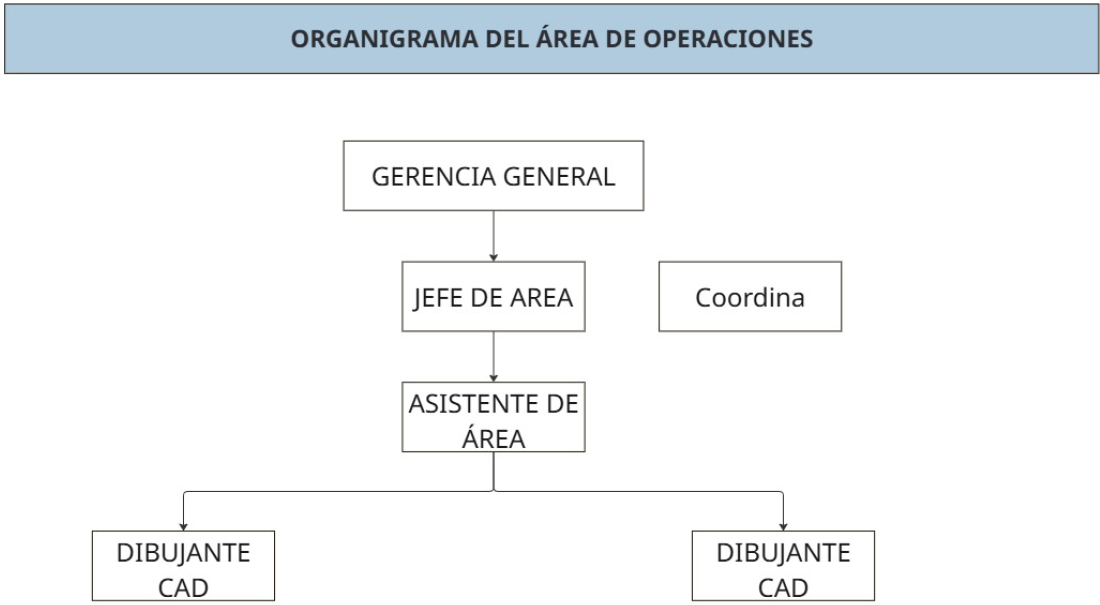 ORGANIGRAMA DEL ÁREA DE OPERACIONES
GERENCIA GENERAL
JEFE DE AREA
Coordina
ASISTENTE DE
ÁREA
DIBUJANTE
CAD
DIBUJANTE
CAD